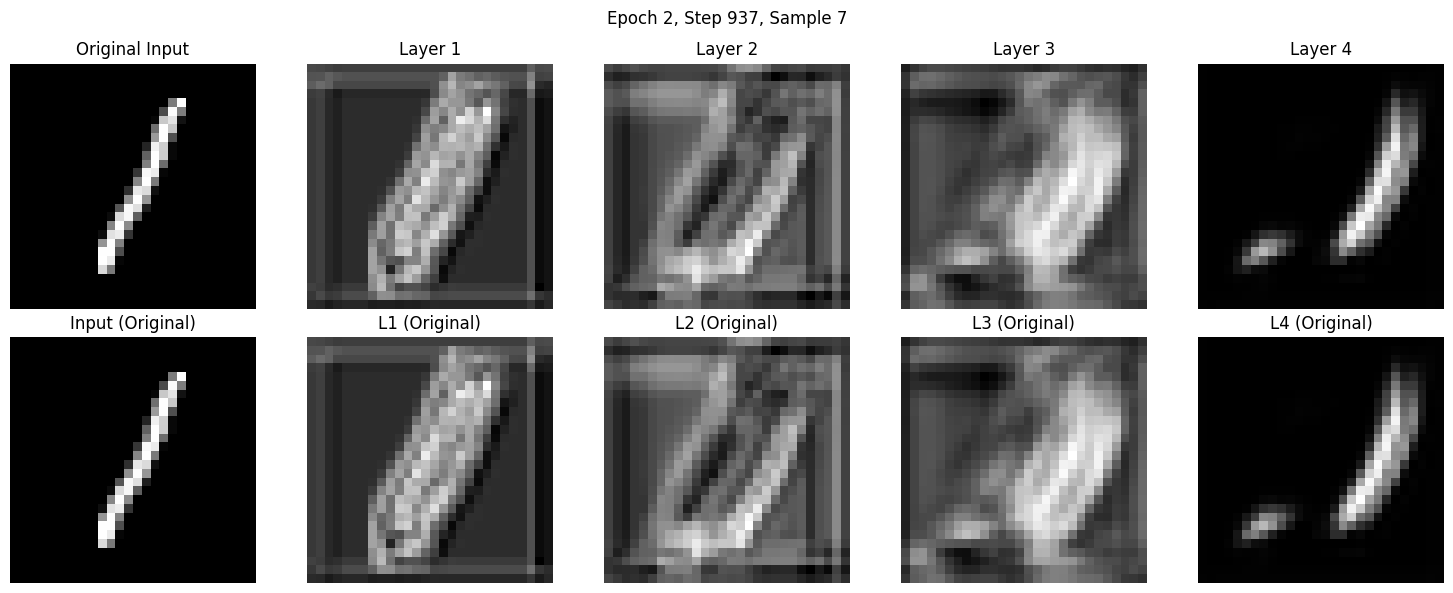 Epoch 2, Step 937, Sample 7
Original Input Layer 1 Layer 2 Layer 3 Layer 4
Input (Original) L1 (Original) L2 (Original) L3 (Original) L4 (Original)